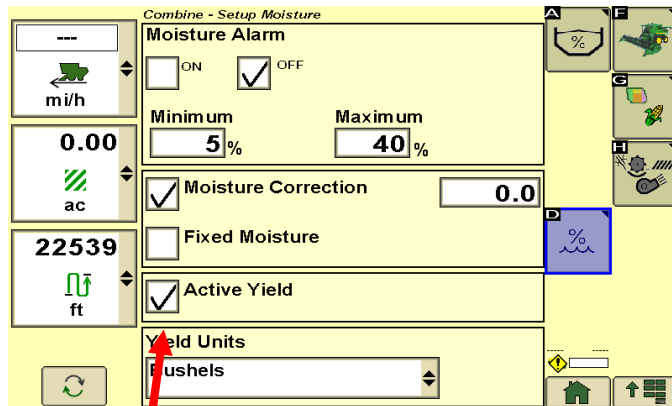 Combine - Setup Moisture
---
mi/h
0.00
ac
22539
ft
Moisture Alarm
ON
OFF
Minimum
Maximum
5 %
40 %
Moisture Correction
0.0
Fixed Moisture
Active Yield
Yield Units
Bushels
A
%
F
G
H
D
%
----- --